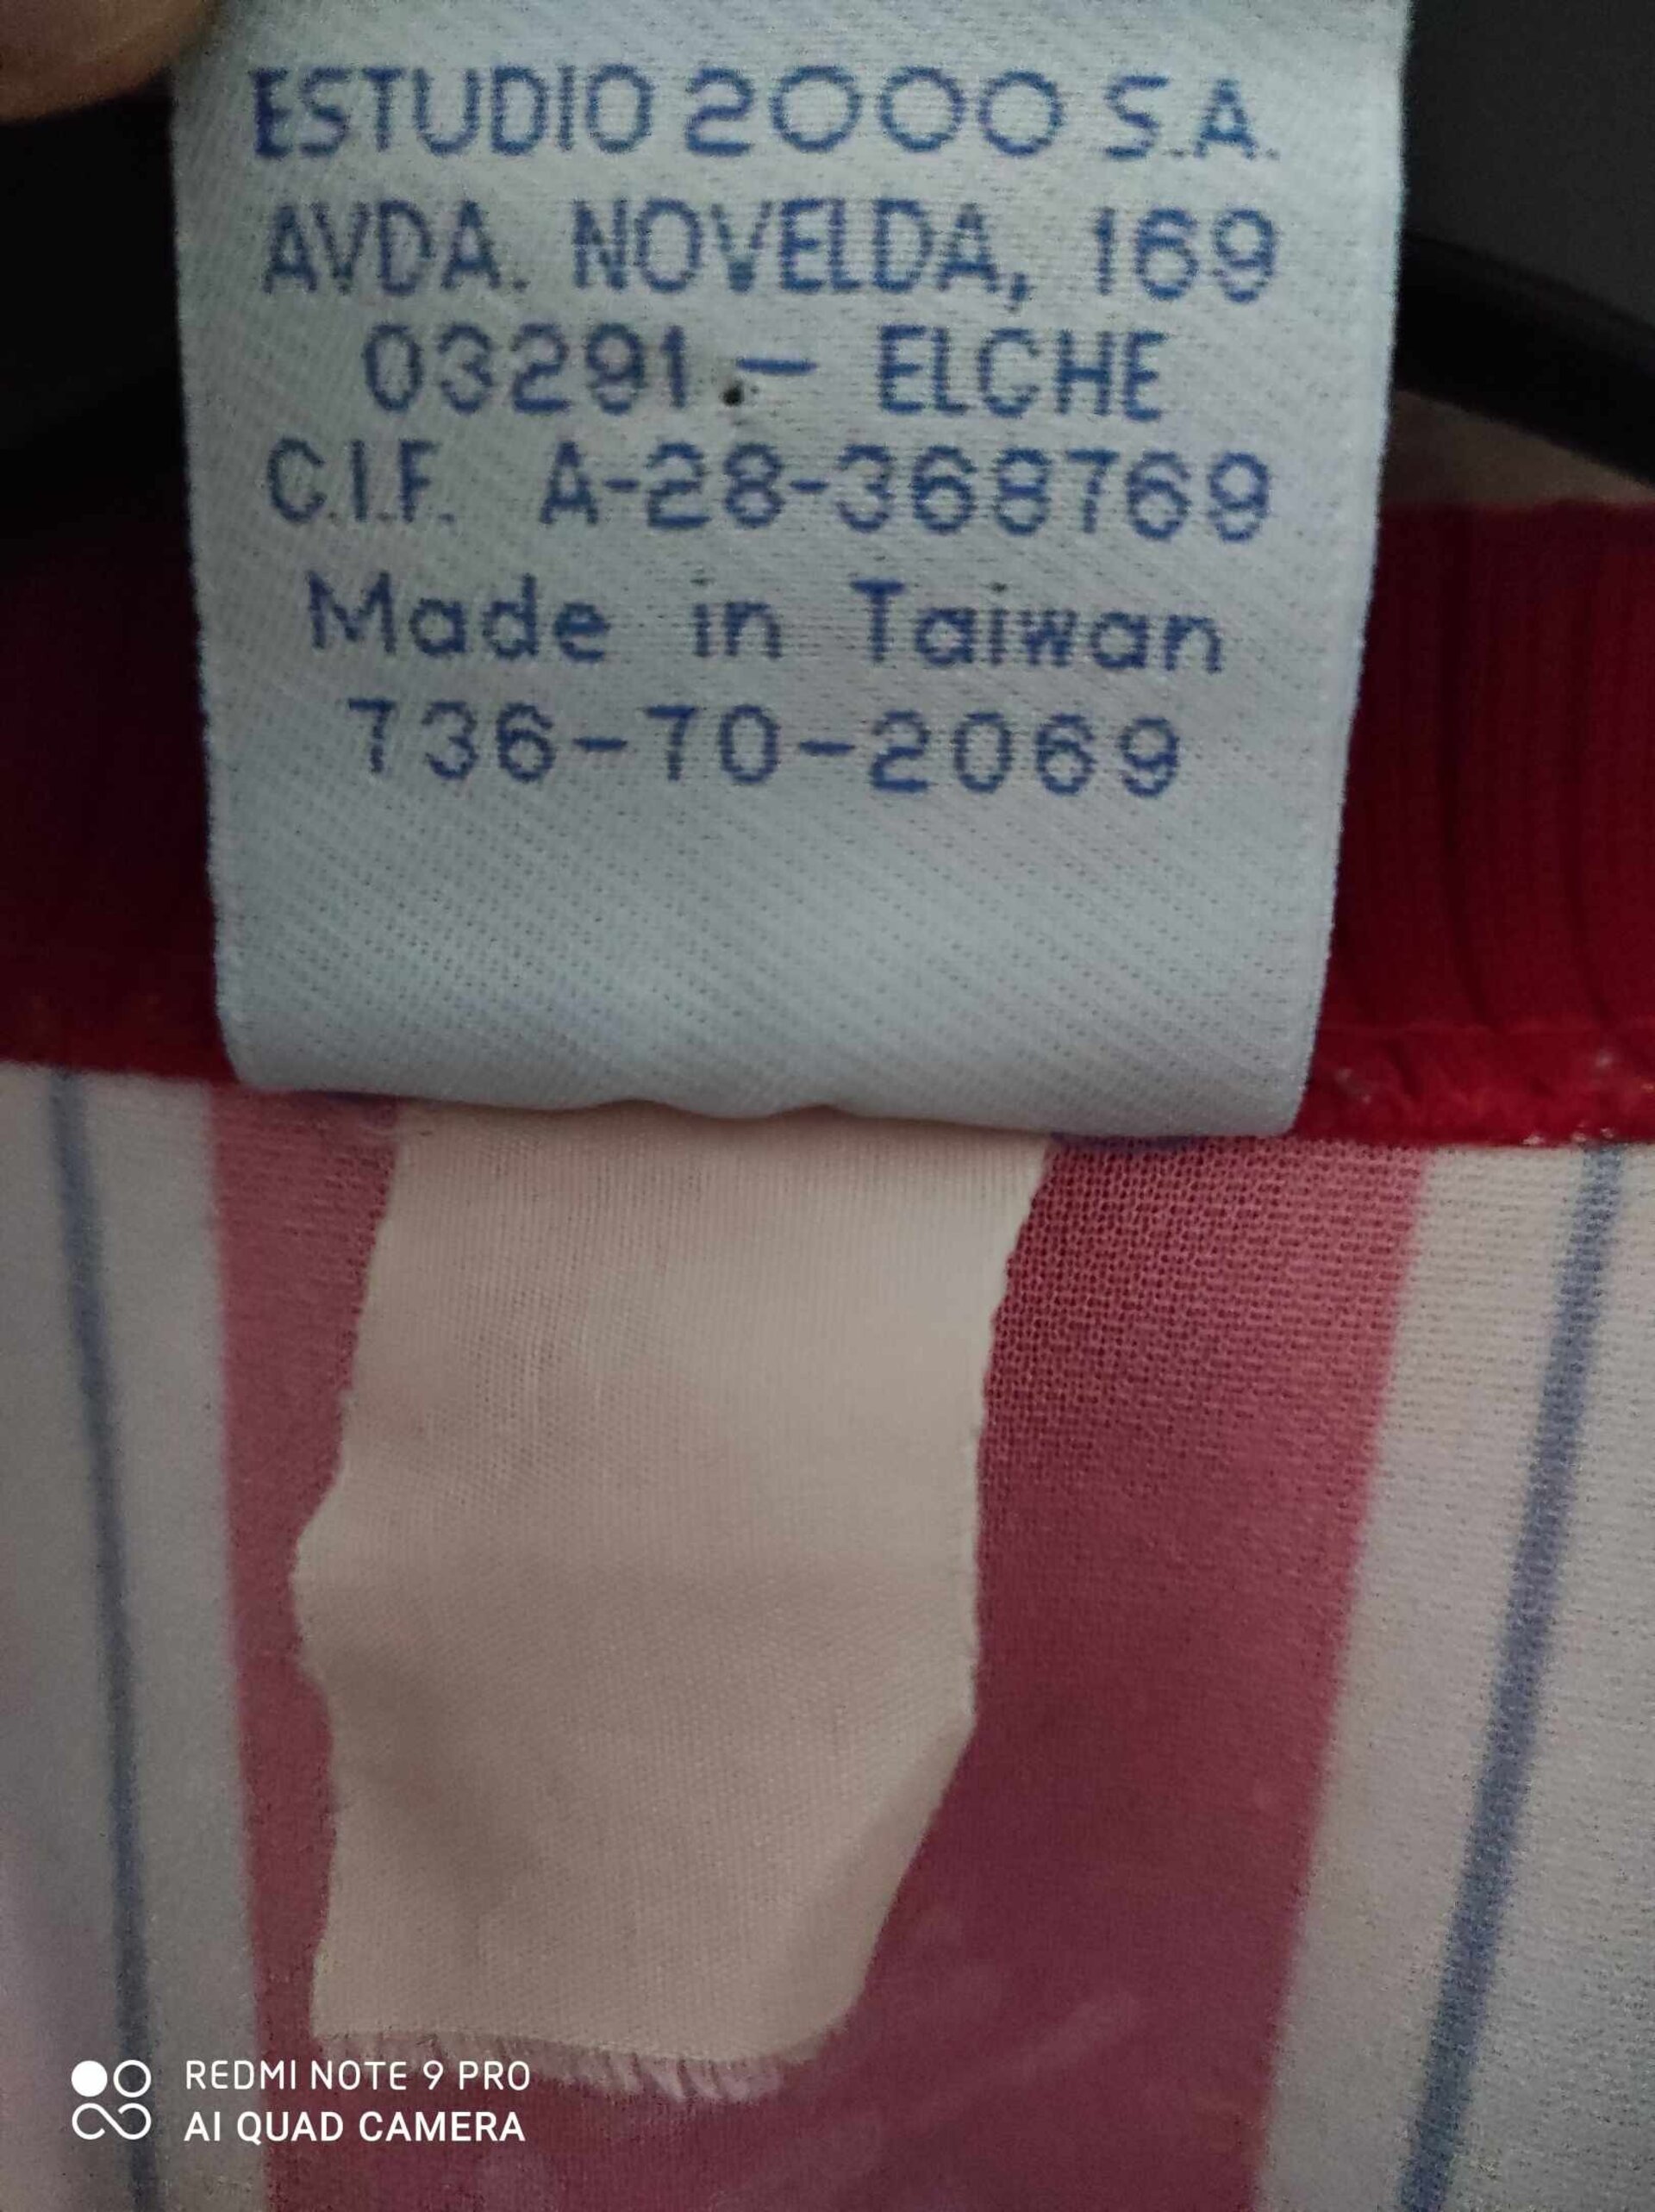 ESTUDIO 2000 S.A.
AVDA. NOVELDA, 169
03291.- ELCHE
C.I.F. A-28-368769
Made in Taiwan
736-70-2069
REDMI NOTE 9 PRO
AI QUAD CAMERA